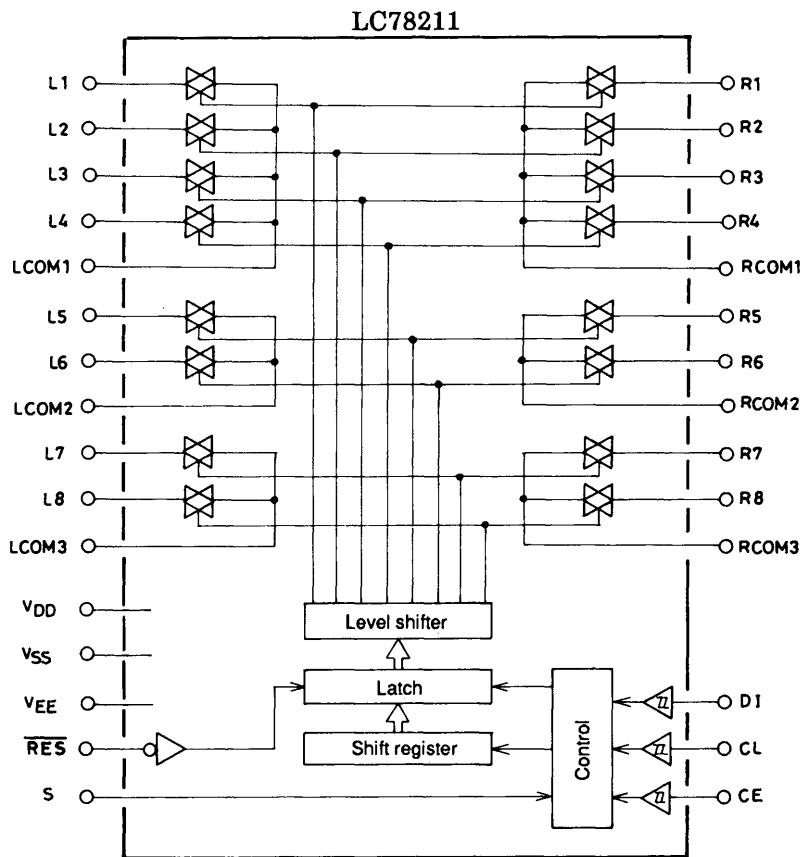 LC78211
L1
R1
L2
R2
L3
R3
L4
R4
LCOM1
RCOM1
L5
R5
L6
R6
LCOM2
RCOM2
L7
R7
L8
R8
LCOM3
RCOM3
VDD
Level shifter
VSS
Latch
VEE
DI
RES
Shift register
Control
CL
S
CE